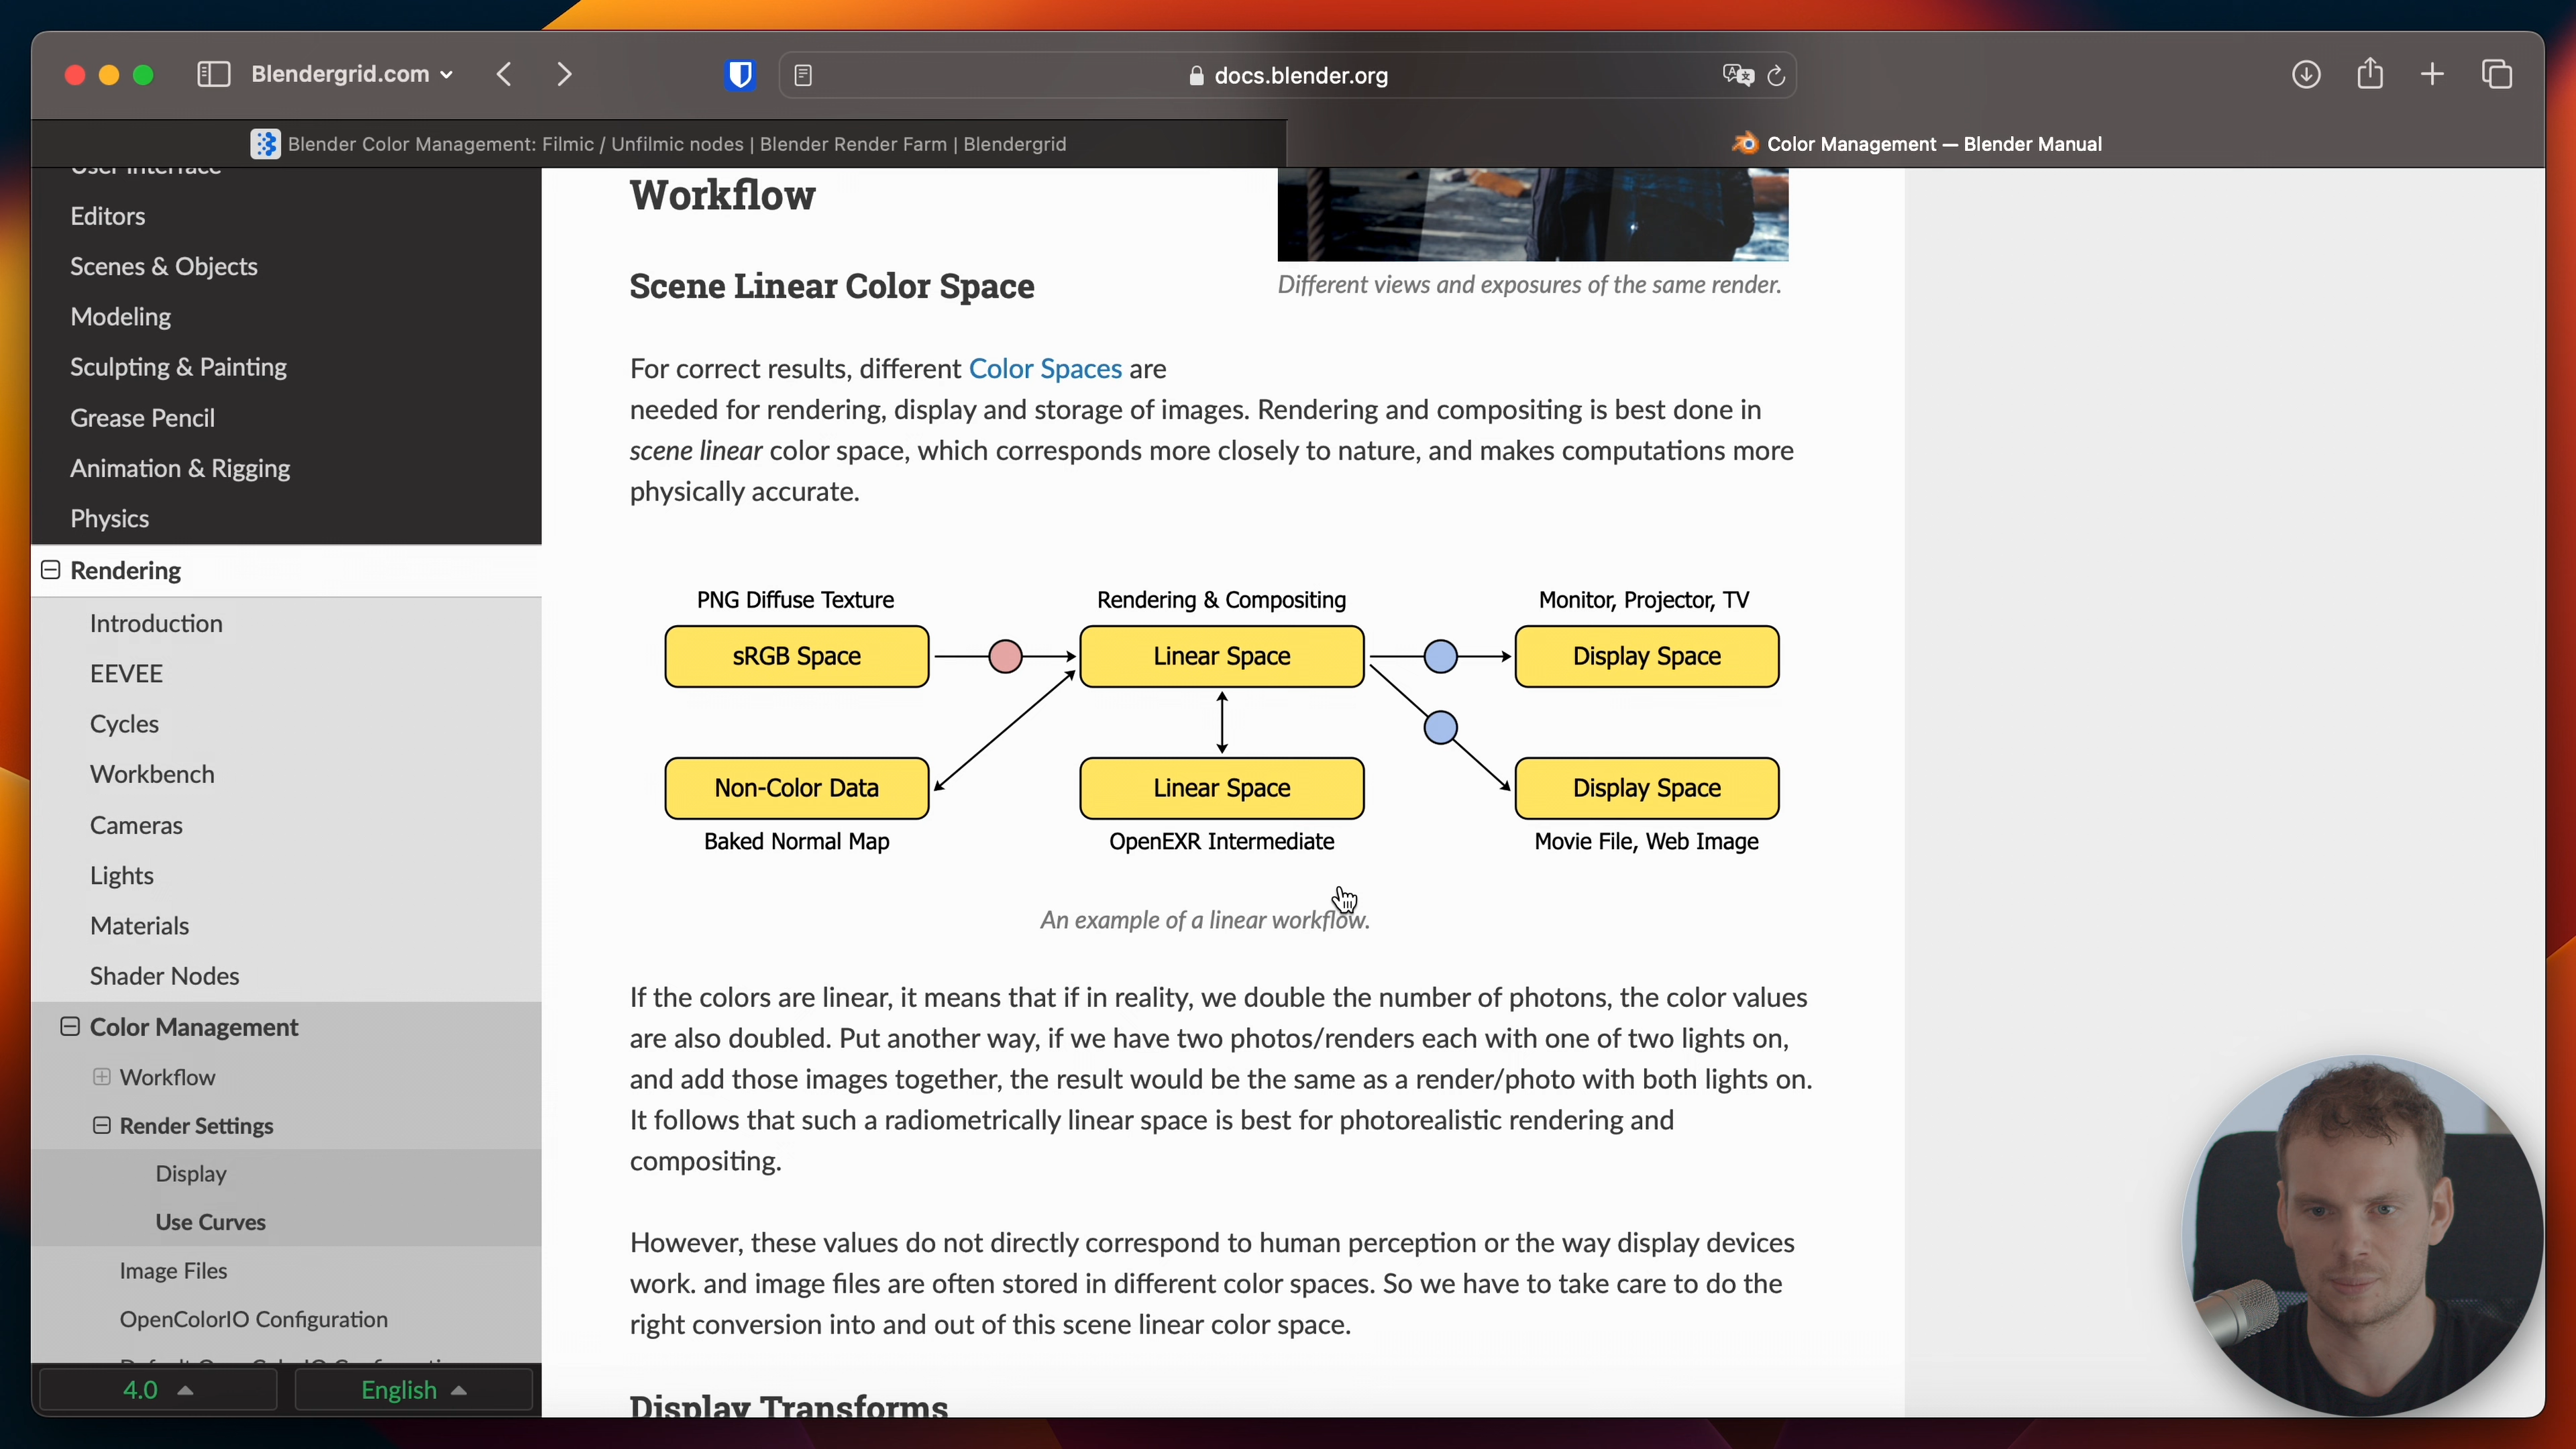 Blendergrid.com
docs.blender.org
Blender Color Management: Filmic / Unfilmic nodes | Blender Render Farm | Blendergrid
Color Management — Blender Manual
User Interface
Editors
Scenes & Objects
Modeling
Sculpting & Painting
Grease Pencil
Animation & Rigging
Physics
Rendering
Introduction
EEVEE
Cycles
Workbench
Cameras
Lights
Materials
Shader Nodes
Color Management
Workflow
Render Settings
Display
Use Curves
Image Files
OpenColorIO Configuration
4.0
English
Workflow
Scene Linear Color Space
Different views and exposures of the same render.
For correct results, different Color Spaces are
needed for rendering, display and storage of images. Rendering and compositing is best done in
scene linear color space, which corresponds more closely to nature, and makes computations more
physically accurate.
PNG Diffuse Texture
Rendering & Compositing
Monitor, Projector, TV
sRGB Space
Linear Space
Display Space
Non-Color Data
Linear Space
Display Space
Baked Normal Map
OpenEXR Intermediate
Movie File, Web Image
An example of a linear workflow.
If the colors are linear, it means that if in reality, we double the number of photons, the color values
are also doubled. Put another way, if we have two photos/renders each with one of two lights on,
and add those images together, the result would be the same as a render/photo with both lights on.
It follows that such a radiometrically linear space is best for photorealistic rendering and
compositing.
However, these values do not directly correspond to human perception or the way display devices
work. and image files are often stored in different color spaces. So we have to take care to do the
right conversion into and out of this scene linear color space.
Display Transforms